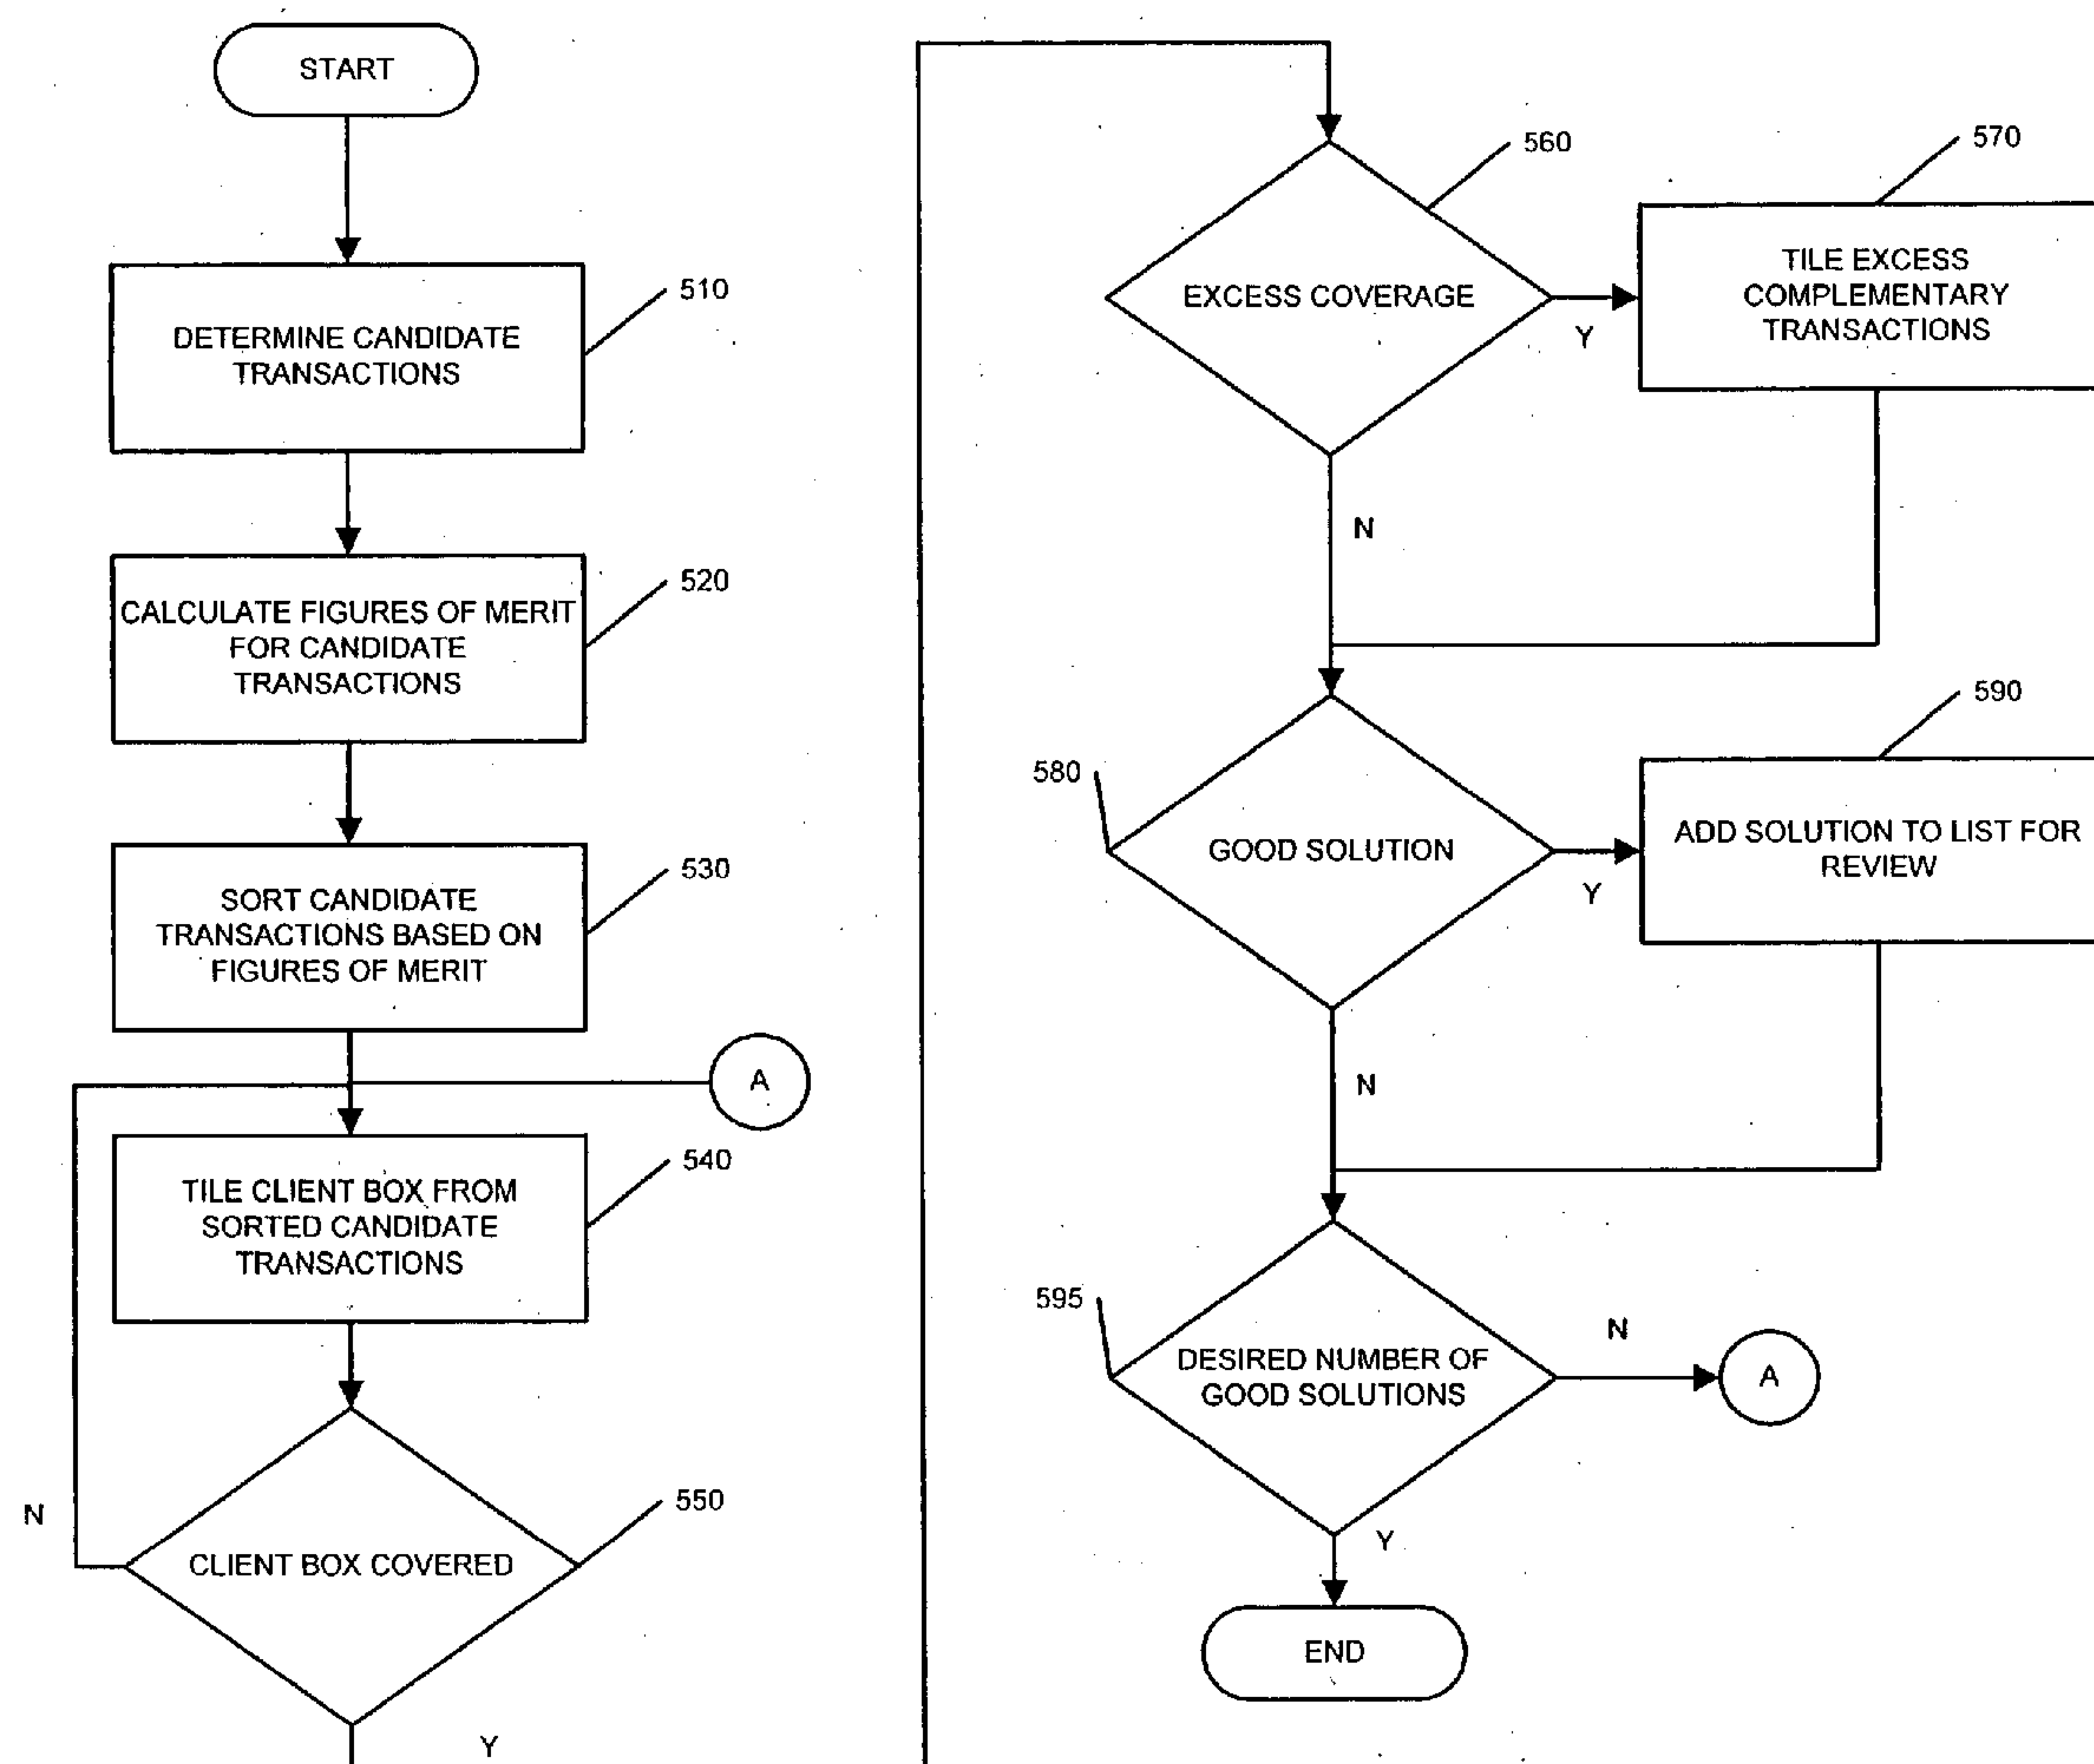 START
510
DETERMINE CANDIDATE
TRANSACTIONS
520
CALCULATE FIGURES OF MERIT
FOR CANDIDATE
TRANSACTIONS
530
SORT CANDIDATE
TRANSACTIONS BASED ON
FIGURES OF MERIT
A
540
TILE CLIENT BOX FROM
SORTED CANDIDATE
TRANSACTIONS
550
N
CLIENT BOX COVERED
Y
560
EXCESS COVERAGE
Y
570
TILE EXCESS
COMPLEMENTARY
TRANSACTIONS
N
580
GOOD SOLUTION
Y
590
ADD SOLUTION TO LIST FOR
REVIEW
N
595
DESIRED NUMBER OF
GOOD SOLUTIONS
N
A
Y
END